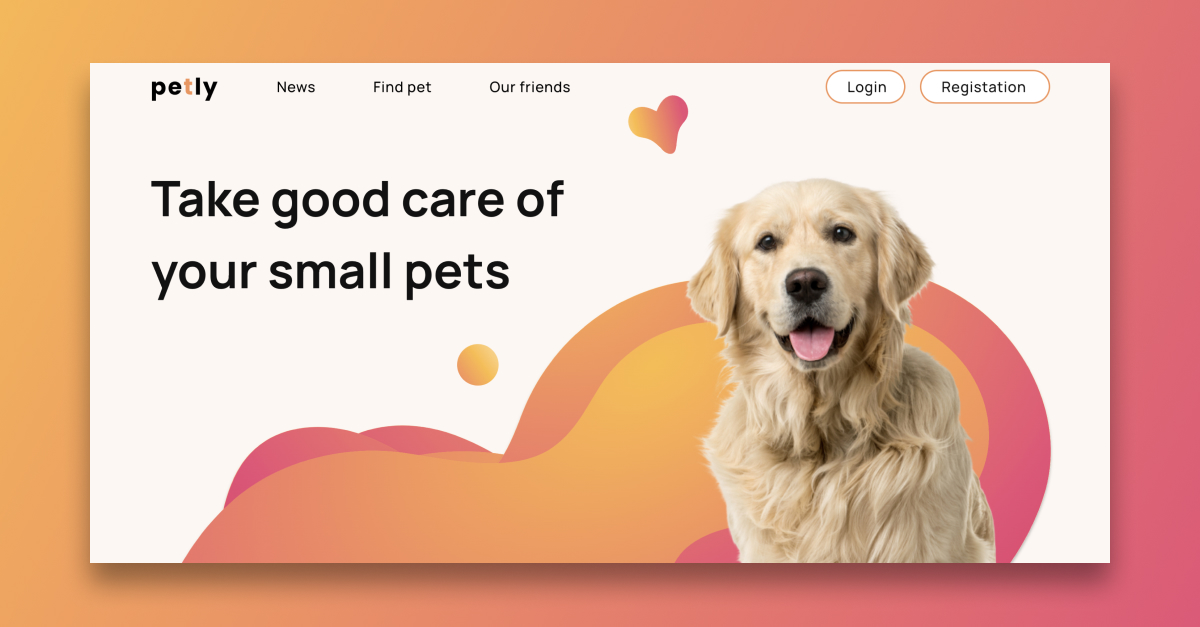 petly
News
Find pet
Our friends
Login
Registation
Take good care of
your small pets